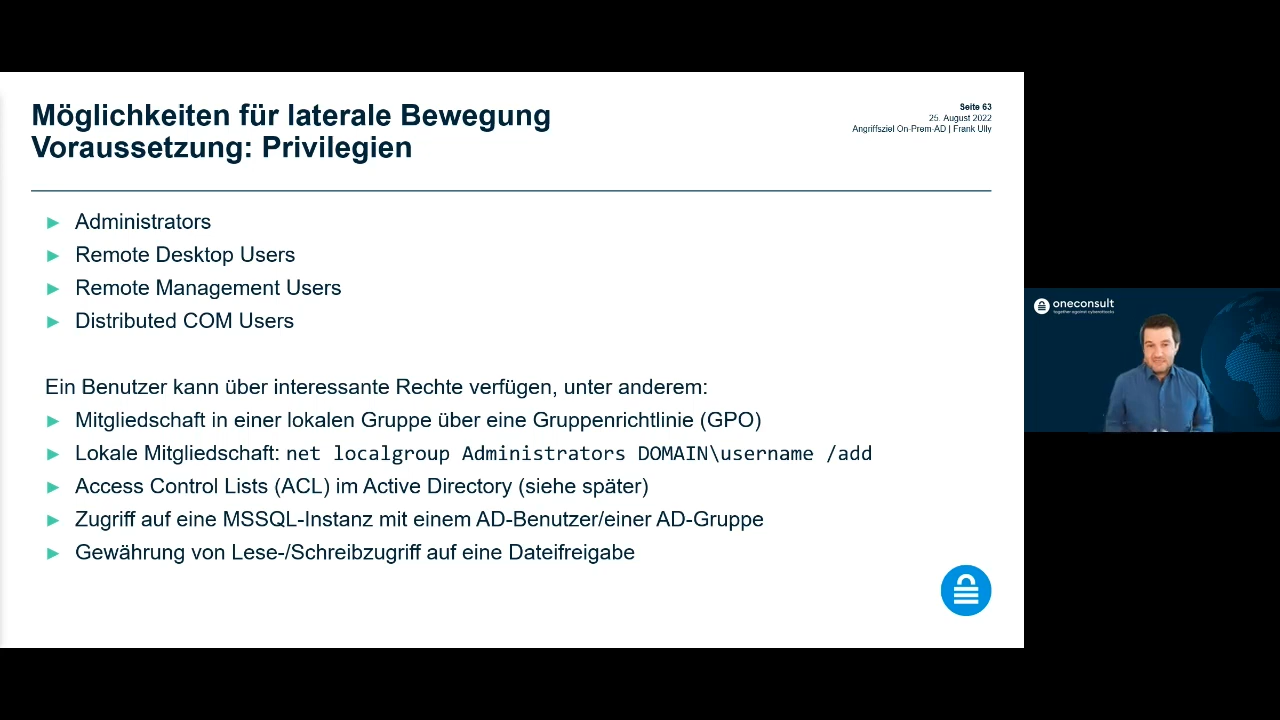 Möglichkeiten für laterale Bewegung
Voraussetzung: Privilegien
Seite 63
25. August 2022
Angriffsziel On-Prem-AD | Frank Ully
Administrators
Remote Desktop Users
Remote Management Users
Distributed COM Users
Ein Benutzer kann über interessante Rechte verfügen, unter anderem:
Mitgliedschaft in einer lokalen Gruppe über eine Gruppenrichtlinie (GPO)
Lokale Mitgliedschaft: net localgroup Administrators DOMAIN\username /add
Access Control Lists (ACL) im Active Directory (siehe später)
Zugriff auf eine MSSQL-Instanz mit einem AD-Benutzer/einer AD-Gruppe
Gewährung von Lese-/Schreibzugriff auf eine Dateifreigabe
oneconsult
together against cyberattacks